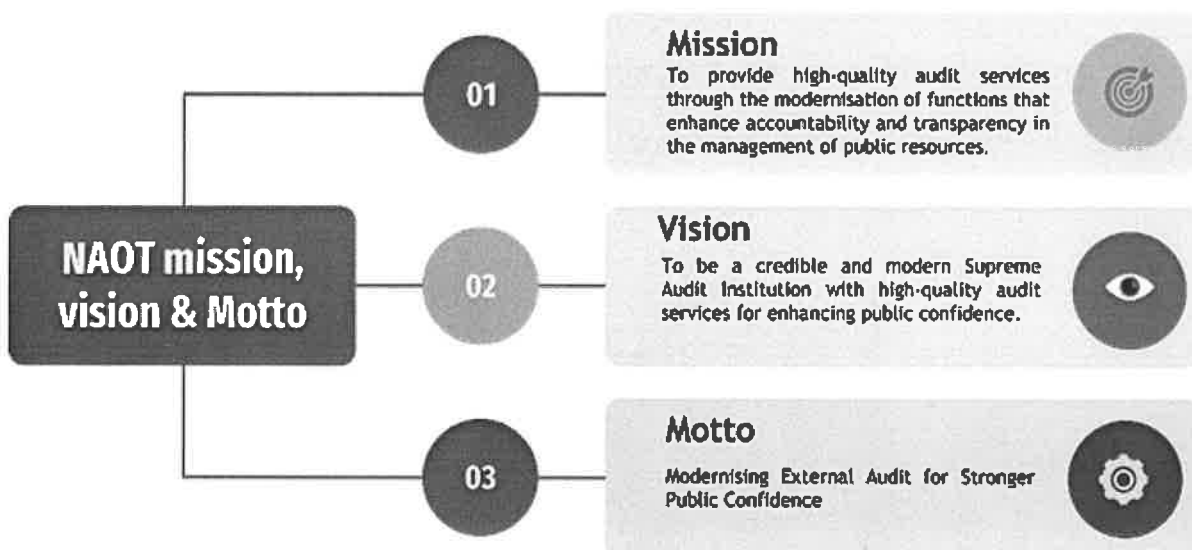 NAOT mission,
vision & Motto
01
Mission
To provide high-quality audit services
through the modernisation of functions that
enhance accountability and transparency in
the management of public resources.
02
Vision
To be a credible and modern Supreme
Audit Institution with high-quality audit
services for enhancing public confidence.
03
Motto
Modernising External Audit for Stronger
Public Confidence